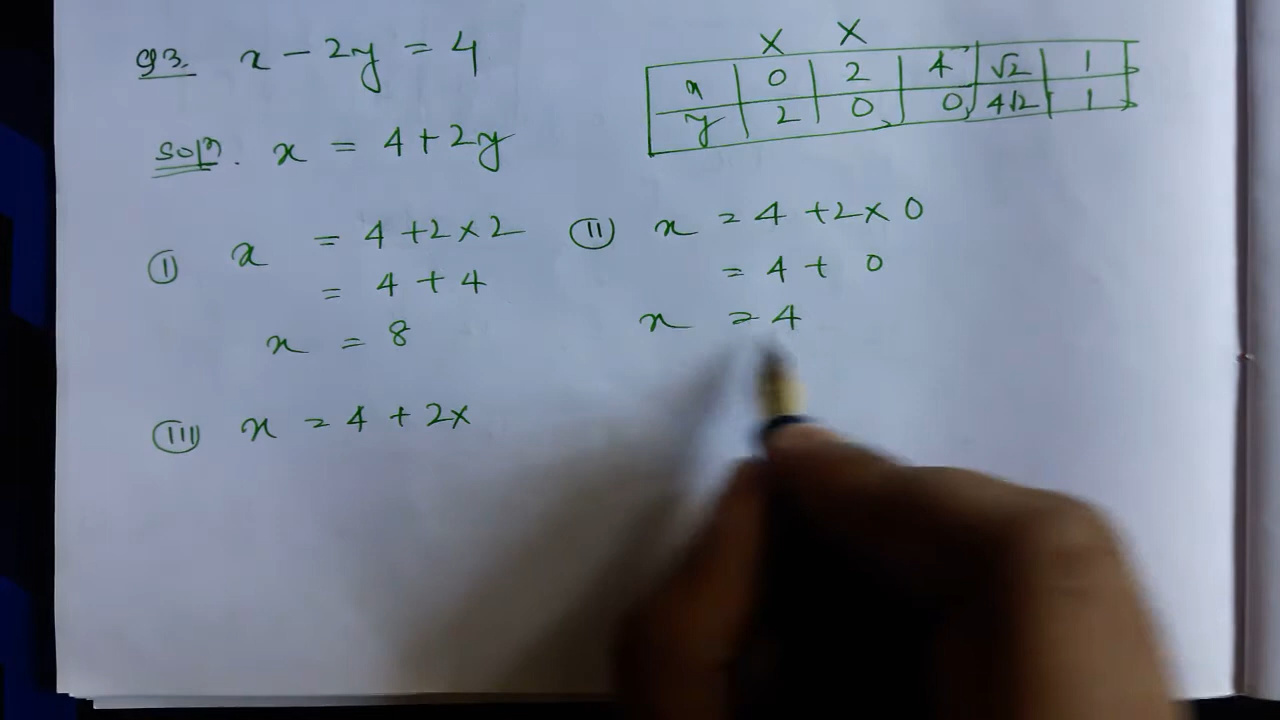 Q3. x − 2y = 4
X X
x 0 2 4 √2 1
y 2 0 0 4√2 1
Solⁿ. x = 4 + 2y
(I) x = 4 + 2 × 2
= 4 + 4
x = 8
(II) x = 4 + 2 × 0
= 4 + 0
x = 4
(III) x = 4 + 2×